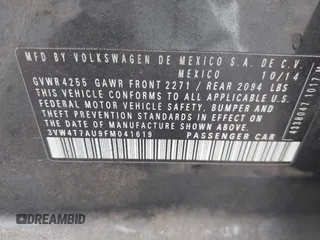 MFD. BY VOLKSWAGEN DE MEXICO S.A. DE C.V.
MEXICO 10/14
GVWR 4255 GAWR FRONT 2271 / REAR 2094 LBS
THIS VEHICLE CONFORMS TO ALL APPLICABLE
FEDERAL MOTOR VEHICLE SAFETY, BUMPER AND
THEFT PREVENTION STANDARDS IN EFFECT ON
THE DATE OF MANUFACTURE SHOWN ABOVE.
3VW4T7AU9FM041619 PASSENGER CAR
DREAMBID